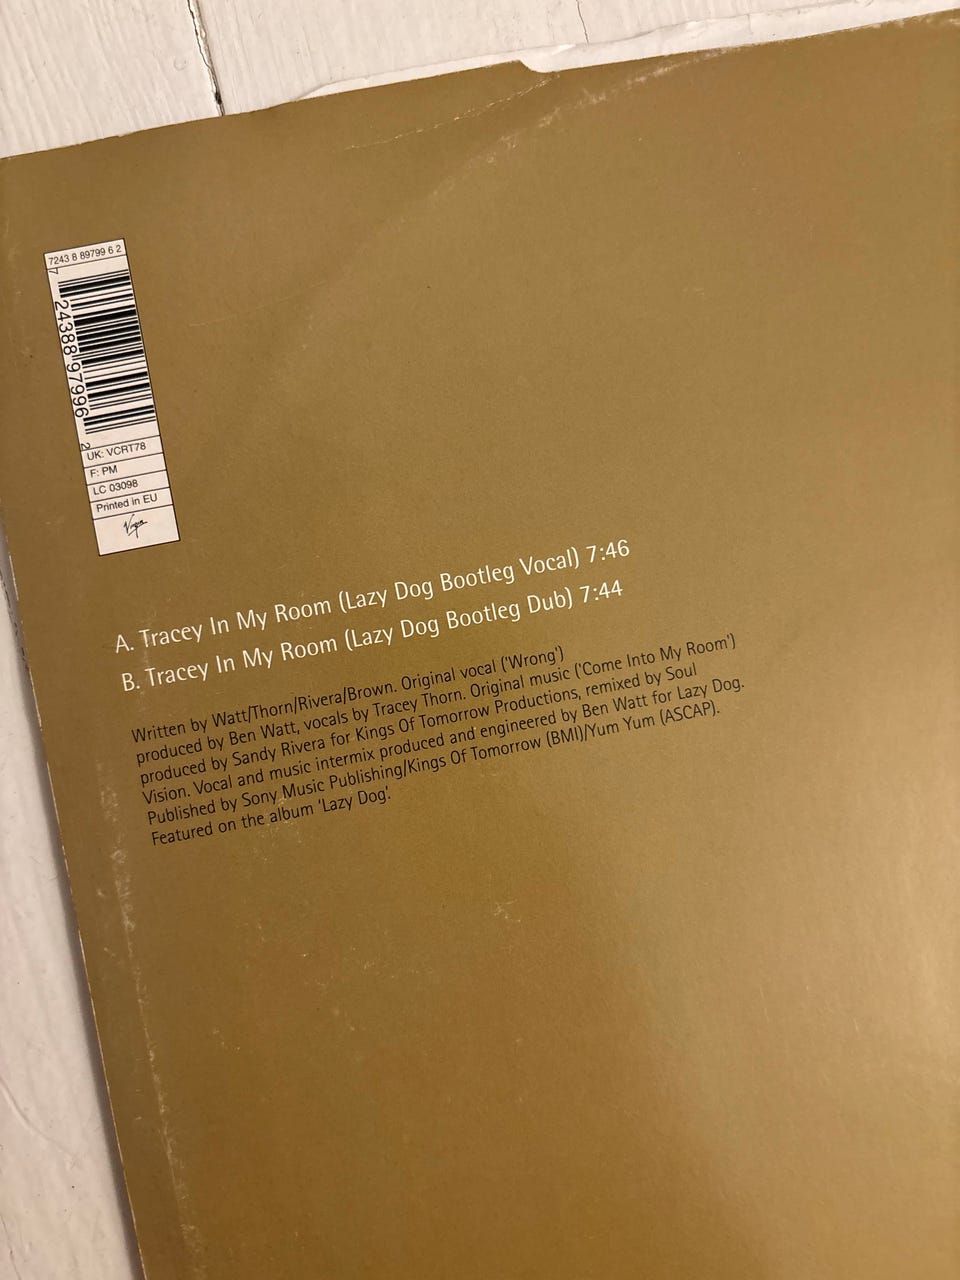 7243 8 89799 6 2
7 24388 97996 2
UK: VCRT78
F: PM
LC 03098
Printed in EU
Virgin
A. Tracey In My Room (Lazy Dog Bootleg Vocal) 7:46
B. Tracey In My Room (Lazy Dog Bootleg Dub) 7:44
Written by Watt/Thorn/Rivera/Brown. Original vocal ('Wrong')
produced by Ben Watt, vocals by Tracey Thorn. Original music ('Come Into My Room')
produced by Sandy Rivera for Kings Of Tomorrow Productions, remixed by Soul
Vision. Vocal and music intermix produced and engineered by Ben Watt for Lazy Dog.
Published by Sony Music Publishing/Kings Of Tomorrow (BMI)/Yum Yum (ASCAP).
Featured on the album 'Lazy Dog'.